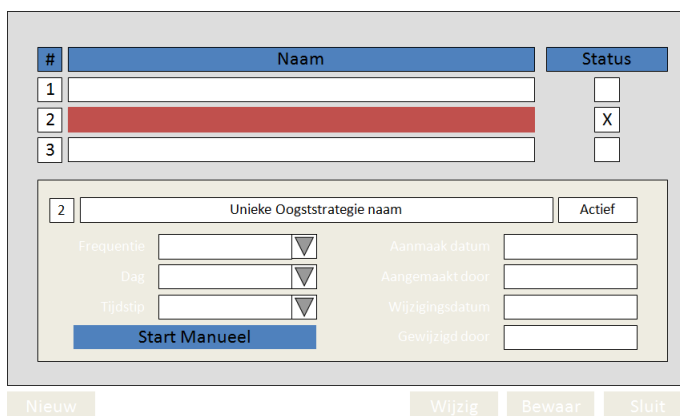 # Naam Status
1
2 X
3
2 Unieke Oogststrategie naam Actief
Frequentie Aanmaak datum
Dag Aangemaakt door
Tijdstip Wijzigingsdatum
Start Manueel Gewijzigd door
Nieuw Wijzig Bewaar Sluit